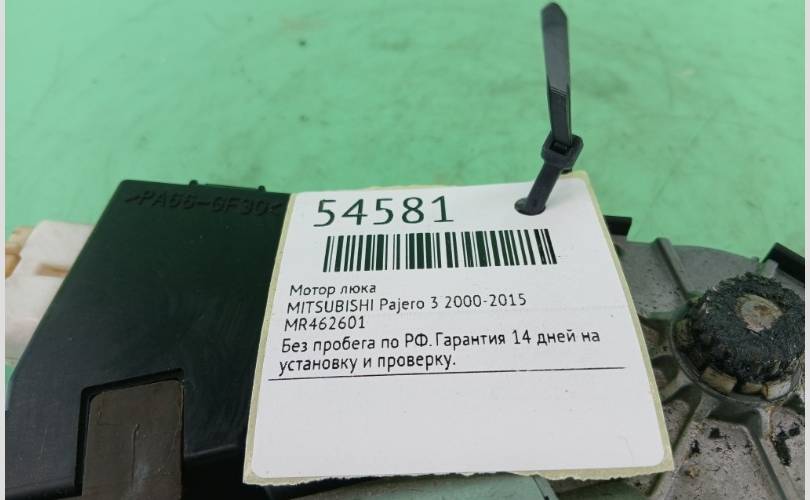 >PA66-GF30<
54581
Мотор люка
MITSUBISHI Pajero 3 2000-2015
MR462601
Без пробега по РФ. Гарантия 14 дней на
установку и проверку.